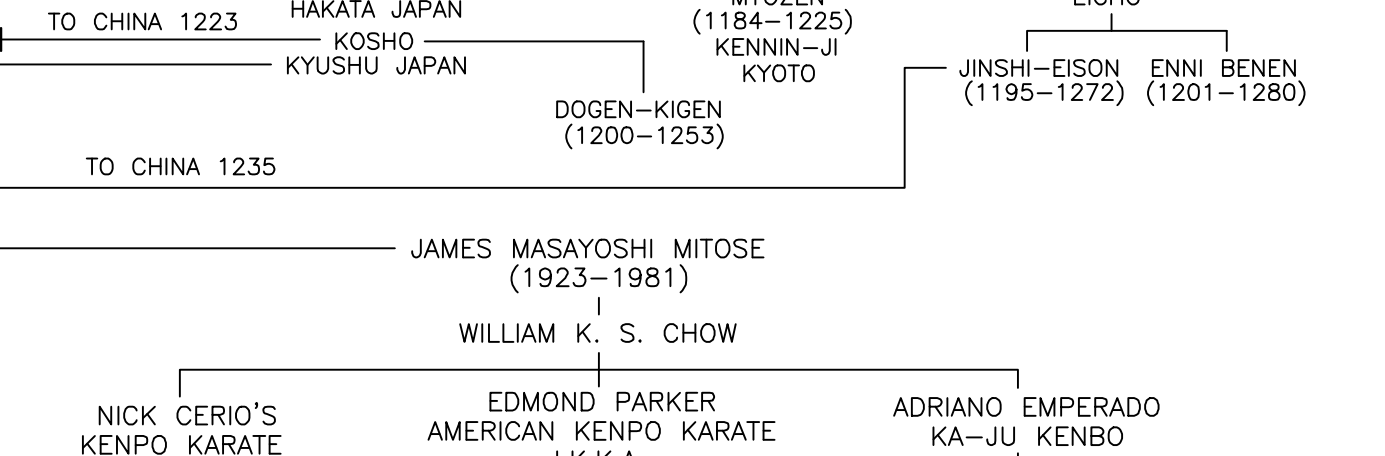 HAKATA JAPAN
TO CHINA 1223
KOSHO
KYUSHU JAPAN
DOGEN-KIGEN
(1200-1253)
(1184-1225)
KENNIN-JI
KYOTO
JINSHI-EISON
(1195-1272)
ENNI BENEN
(1201-1280)
TO CHINA 1235
JAMES MASAYOSHI MITOSE
(1923-1981)
WILLIAM K. S. CHOW
NICK CERIO'S
KENPO KARATE
EDMOND PARKER
AMERICAN KENPO KARATE
ADRIANO EMPERADO
KA-JU KENBO